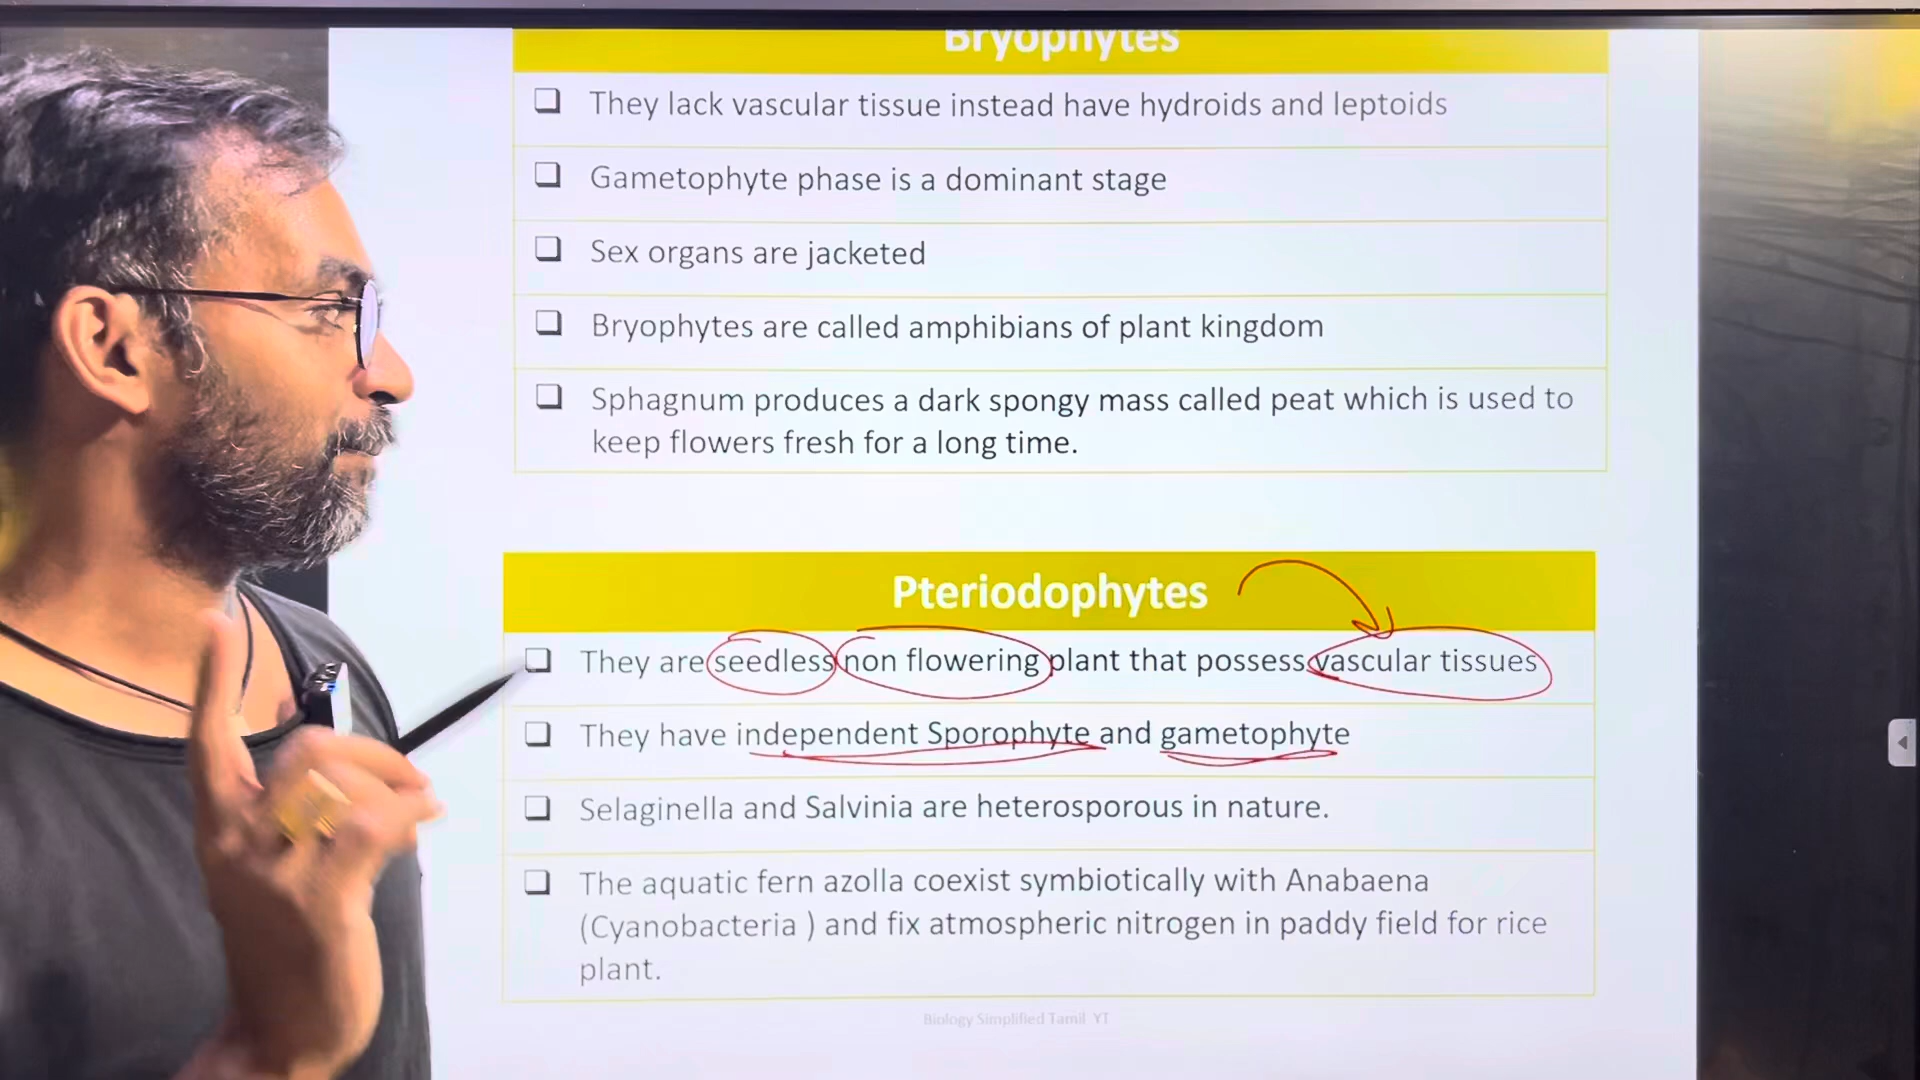 Bryophytes
❑ They lack vascular tissue instead have hydroids and leptoids
❑ Gametophyte phase is a dominant stage
❑ Sex organs are jacketed
❑ Bryophytes are called amphibians of plant kingdom
❑ Sphagnum produces a dark spongy mass called peat which is used to
keep flowers fresh for a long time.
Pteriodophytes
❑ They are seedless non flowering plant that possess vascular tissues
❑ They have independent Sporophyte and gametophyte
❑ Selaginella and Salvinia are heterosporous in nature.
❑ The aquatic fern azolla coexist symbiotically with Anabaena
(Cyanobacteria ) and fix atmospheric nitrogen in paddy field for rice
plant.
Biology Simplified Tamil YT